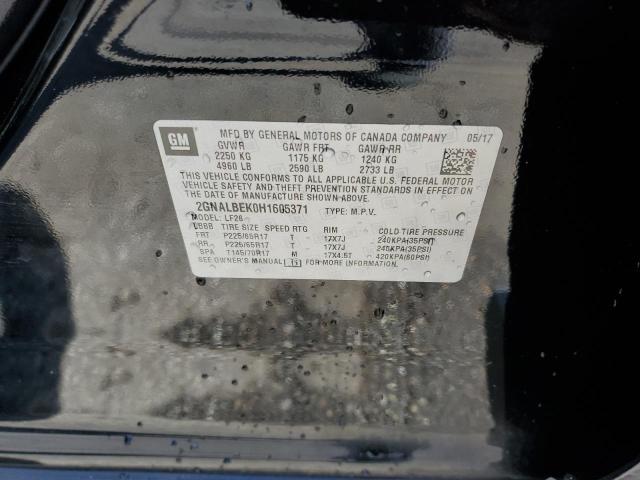 GM MFD BY GENERAL MOTORS OF CANADA COMPANY 05/17
GVWR GAWR FRT GAWR RR
2250 KG 1175 KG 1240 KG
4960 LB 2590 LB 2733 LB
THIS VEHICLE CONFORMS TO ALL APPLICABLE U.S. FEDERAL MOTOR
VEHICLE SAFETY AND THEFT PREVENTION STANDARDS IN EFFECT
ON THE DATE OF MANUFACTURE SHOWN ABOVE.
2GNALBEK0H1605371 TYPE: M.P.V.
MODEL: LF26
LBBB TIRE SIZE SPEED RTG RIM COLD TIRE PRESSURE
FRT P225/65R17 T 17X7J 240KPA(35PSI)
RR P225/65R17 T 17X7J 240KPA(35PSI)
SPA T145/70R17 M 17X4.5T 420KPA(60PSI)
SEE OWNER'S MANUAL FOR MORE INFORMATION.